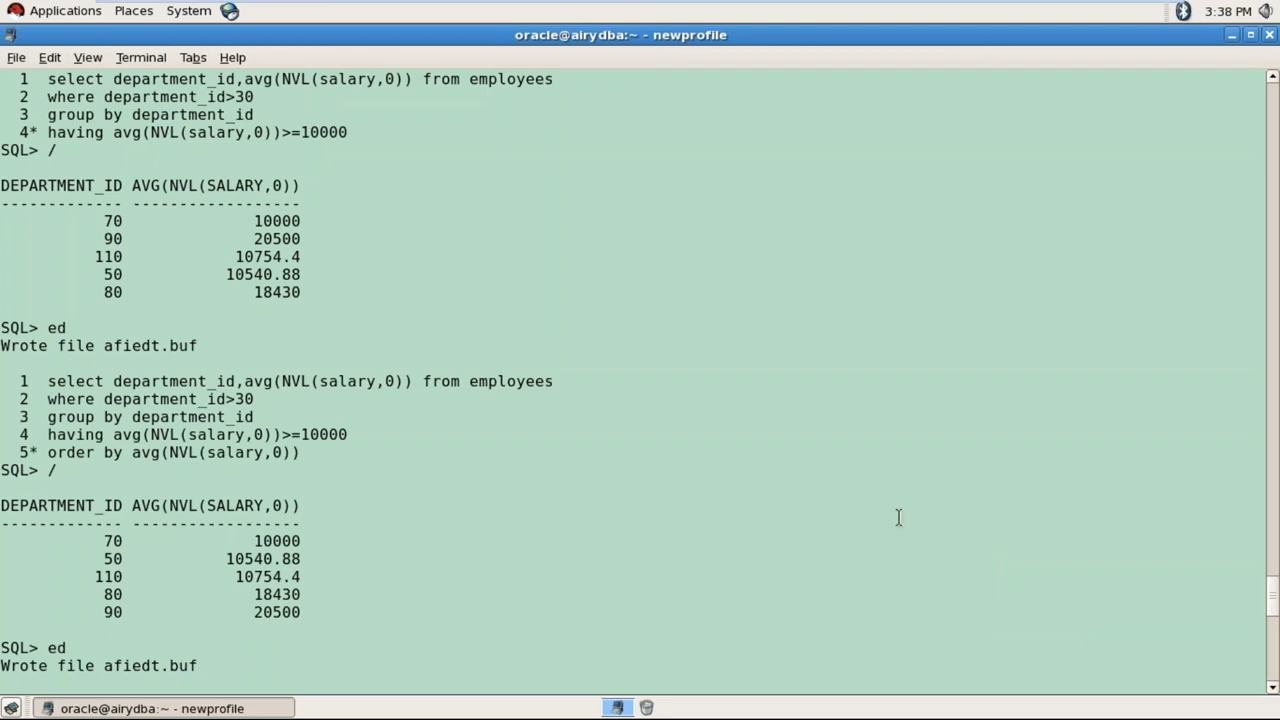 Applications Places System 3:38 PM
oracle@airydba:~ - newprofile
File Edit View Terminal Tabs Help
1 select department_id,avg(NVL(salary,0)) from employees
2 where department_id>30
3 group by department_id
4* having avg(NVL(salary,0))>=10000
SQL> /
DEPARTMENT_ID AVG(NVL(SALARY,0))
------------- ------------------
70 10000
90 20500
110 10754.4
50 10540.88
80 18430
SQL> ed
Wrote file afiedt.buf
1 select department_id,avg(NVL(salary,0)) from employees
2 where department_id>30
3 group by department_id
4 having avg(NVL(salary,0))>=10000
5* order by avg(NVL(salary,0))
SQL> /
DEPARTMENT_ID AVG(NVL(SALARY,0))
------------- ------------------
70 10000
50 10540.88
110 10754.4
80 18430
90 20500
SQL> ed
Wrote file afiedt.buf
oracle@airydba:~ - newprofile